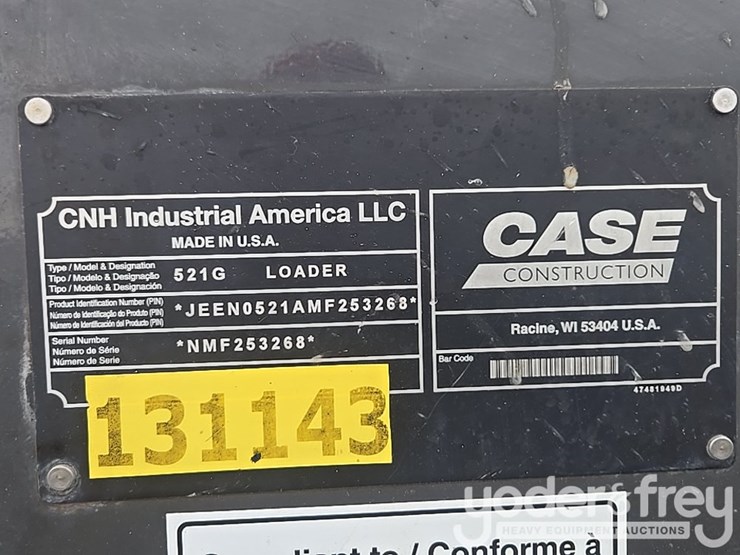 CNH Industrial America LLC
MADE IN U.S.A.
Type / Model & Designation
Tipo / Modelo & Designação
Tipo / Modelo & Designación
521G LOADER
Product Identification Number (PIN)
Número de Identificação do Produto (PIN)
Número de Identificación del Producto (PIN)
*JEEN0521AMF253268*
Serial Number
Número de Série
Número de Serie
*NMF253268*
131143
CASE
CONSTRUCTION
Racine, WI 53404 U.S.A.
Bar Code
47481949D
yoder&frey
HEAVY EQUIPMENT AUCTIONS
Compliant to / Conforme à